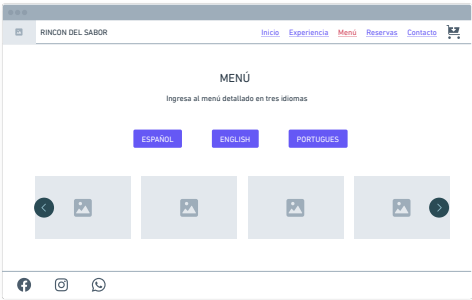 RINCON DEL SABOR
Inicio Experiencia Menú Reservas Contacto
MENÚ
Ingresa al menú detallado en tres idiomas
ESPAÑOL ENGLISH PORTUGUES